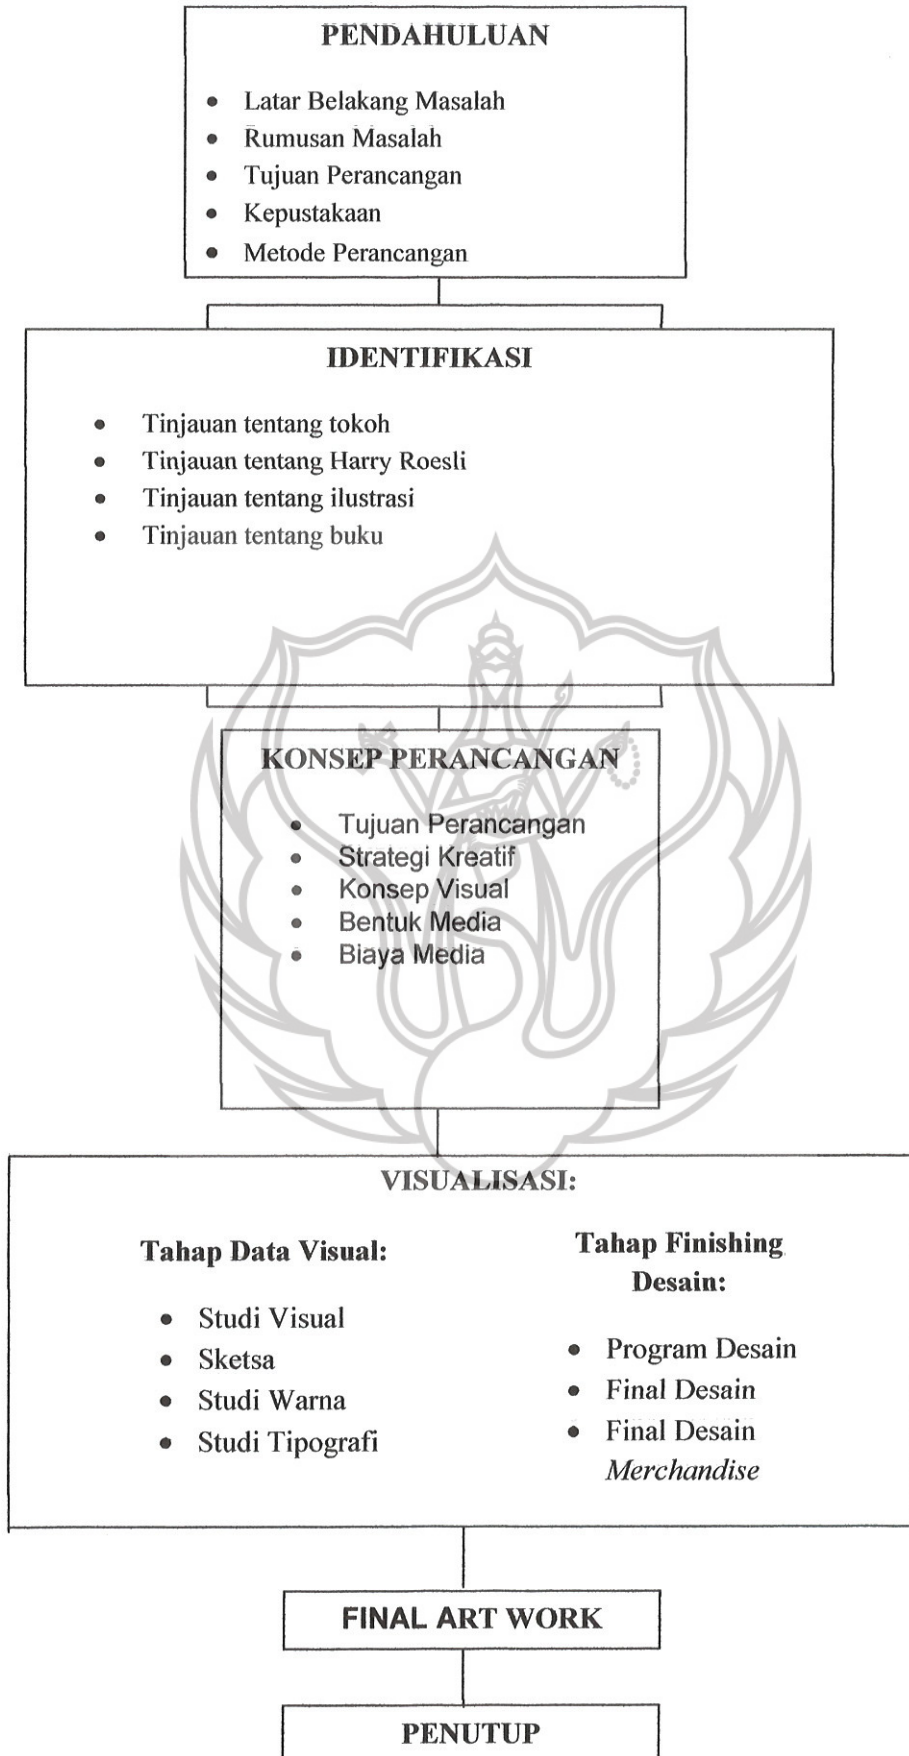 PENDAHULUAN
• Latar Belakang Masalah
• Rumusan Masalah
• Tujuan Perancangan
• Kepustakaan
• Metode Perancangan
IDENTIFIKASI
• Tinjauan tentang tokoh
• Tinjauan tentang Harry Roesli
• Tinjauan tentang ilustrasi
• Tinjauan tentang buku
KONSEP PERANCANGAN
• Tujuan Perancangan
• Strategi Kreatif
• Konsep Visual
• Bentuk Media
• Biaya Media
VISUALISASI:
Tahap Data Visual:
• Studi Visual
• Sketsa
• Studi Warna
• Studi Tipografi
Tahap Finishing
Desain:
• Program Desain
• Final Desain
• Final Desain
Merchandise
FINAL ART WORK
PENUTUP